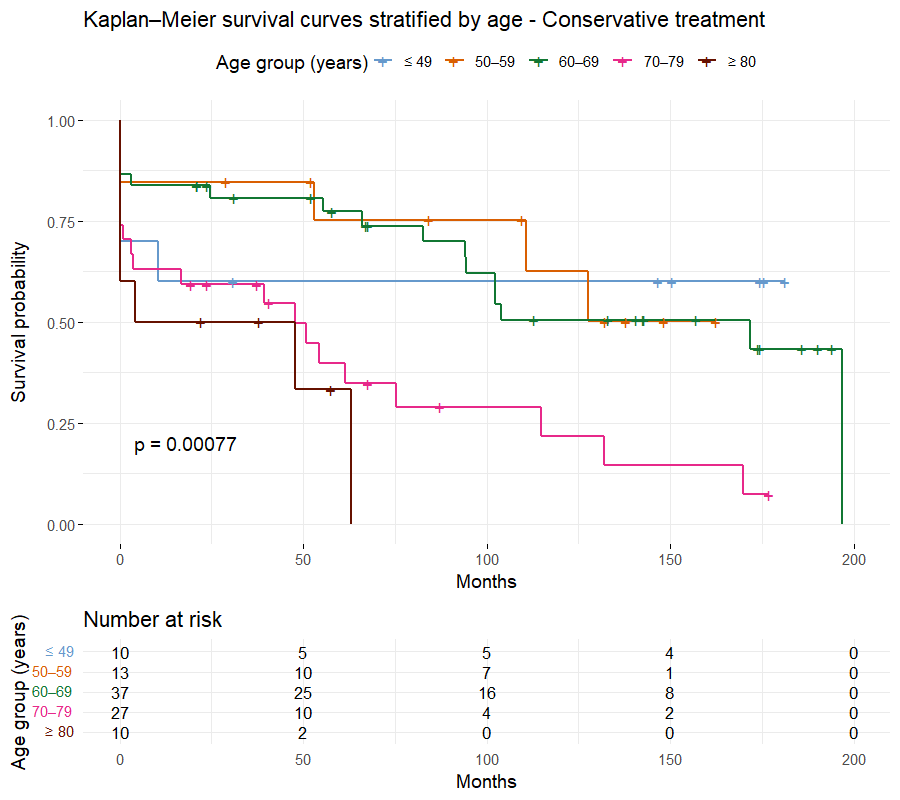 Kaplan–Meier survival curves stratified by age - Conservative treatment
Age group (years) ≤ 49 50–59 60–69 70–79 ≥ 80
1.00
0.75
0.50
0.25
0.00
Survival probability
p = 0.00077
0 50 100 150 200
Months
Number at risk
Age group (years)
≤ 49 10 5 5 4 0
50–59 13 10 7 1 0
60–69 37 25 16 8 0
70–79 27 10 4 2 0
≥ 80 10 2 0 0 0
0 50 100 150 200
Months